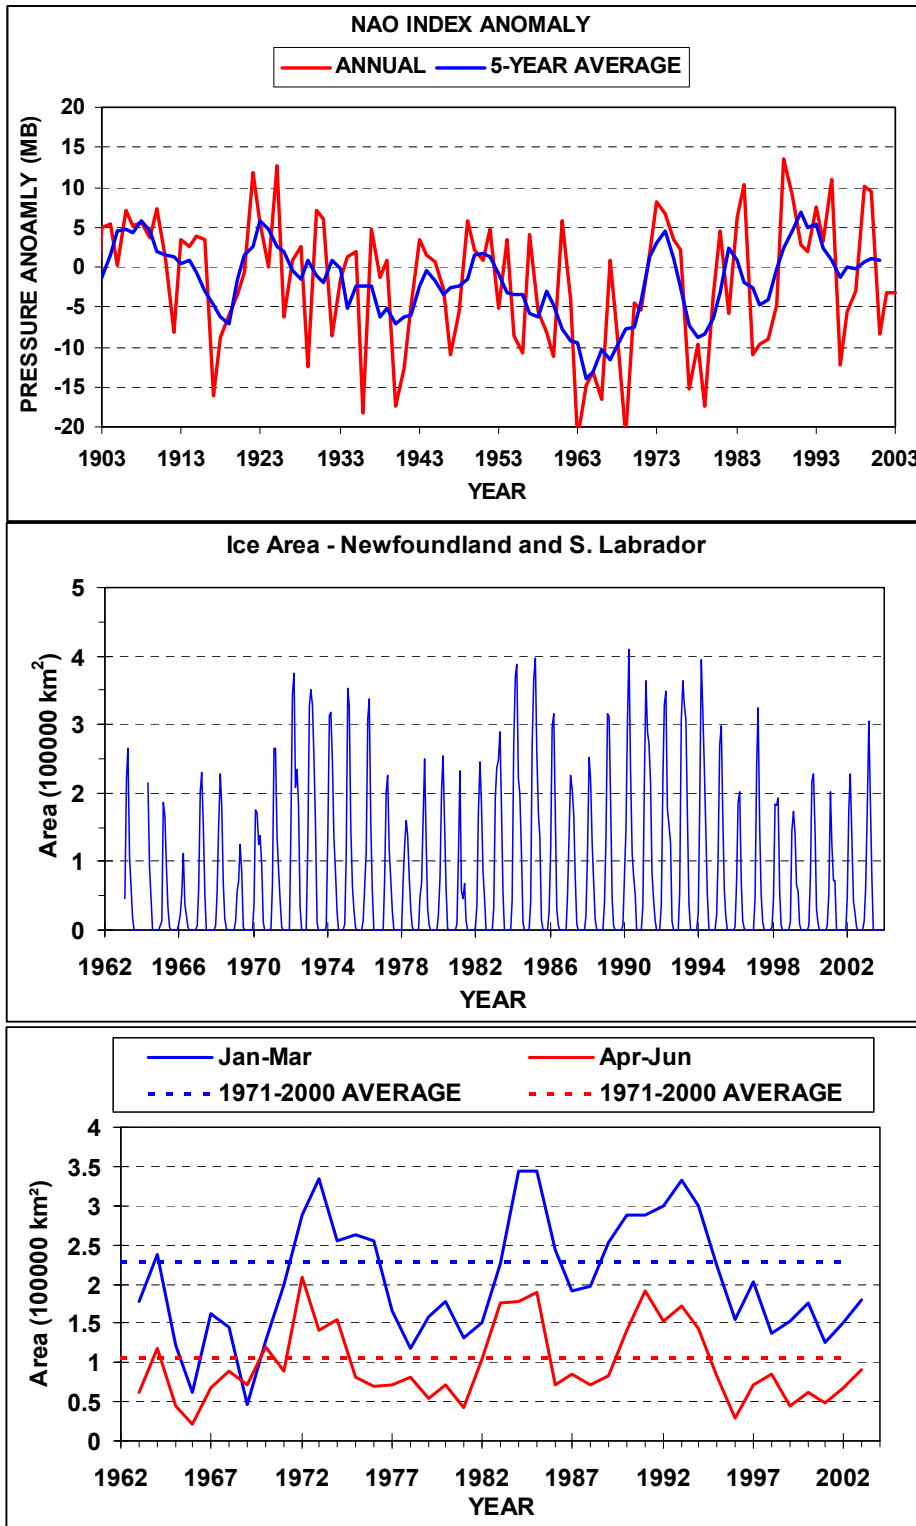 NAO INDEX ANOMALY
ANNUAL 5-YEAR AVERAGE
PRESSURE ANOAMLY (MB)
20
15
10
5
0
-5
-10
-15
-20
1903 1913 1923 1933 1943 1953 1963 1973 1983 1993 2003
YEAR
Ice Area - Newfoundland and S. Labrador
Area (100000 km²)
5
4
3
2
1
0
1962 1966 1970 1974 1978 1982 1986 1990 1994 1998 2002
YEAR
Jan-Mar Apr-Jun
1971-2000 AVERAGE 1971-2000 AVERAGE
Area (100000 km²)
4
3.5
3
2.5
2
1.5
1
0.5
0
1962 1967 1972 1977 1982 1987 1992 1997 2002
YEAR